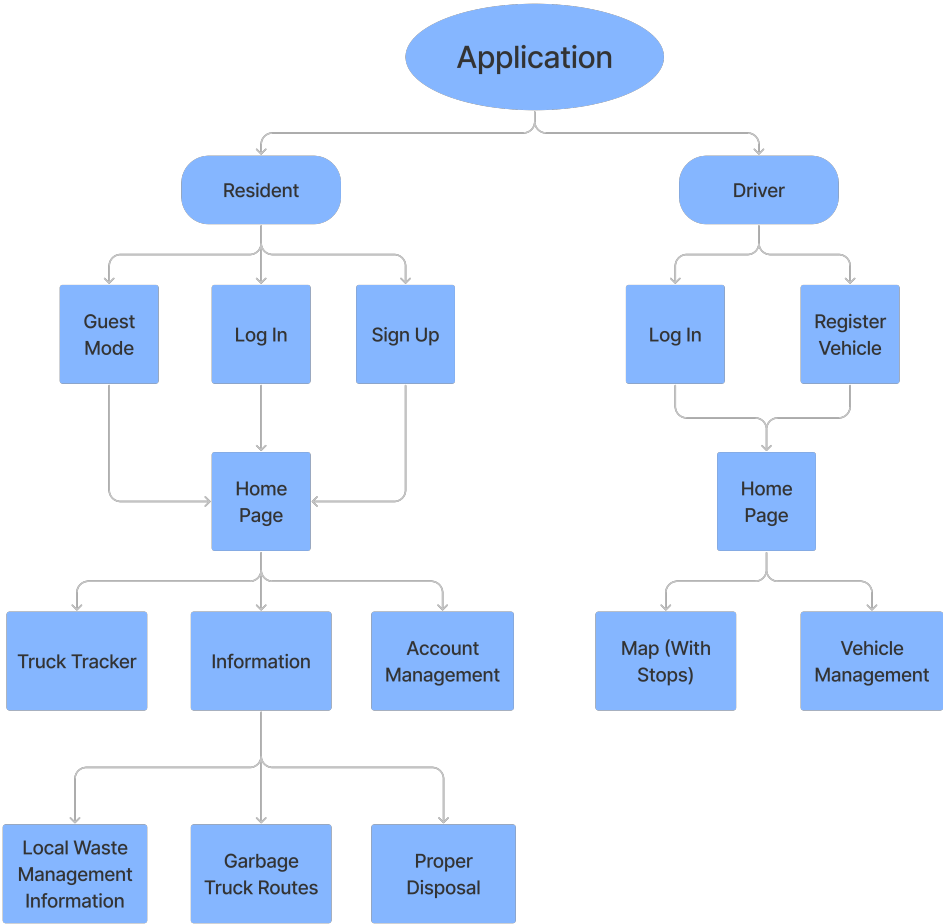 Application
Resident
Driver
Guest
Mode
Log In
Sign Up
Log In
Register
Vehicle
Home
Page
Home
Page
Truck Tracker
Information
Account
Management
Map (With
Stops)
Vehicle
Management
Local Waste
Management
Information
Garbage
Truck Routes
Proper
Disposal